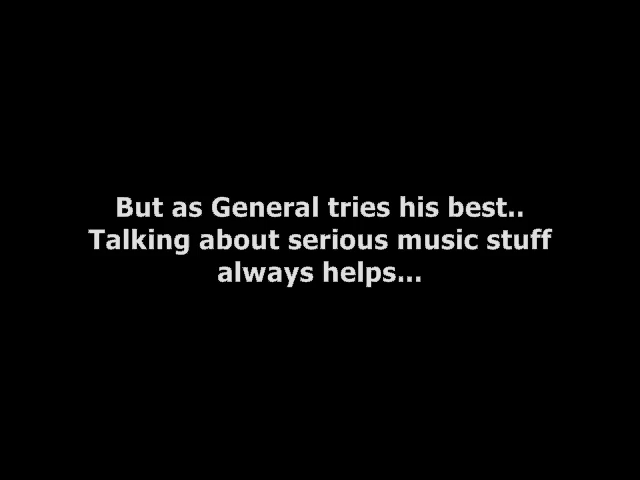 But as General tries his best..
Talking about serious music stuff
always helps...